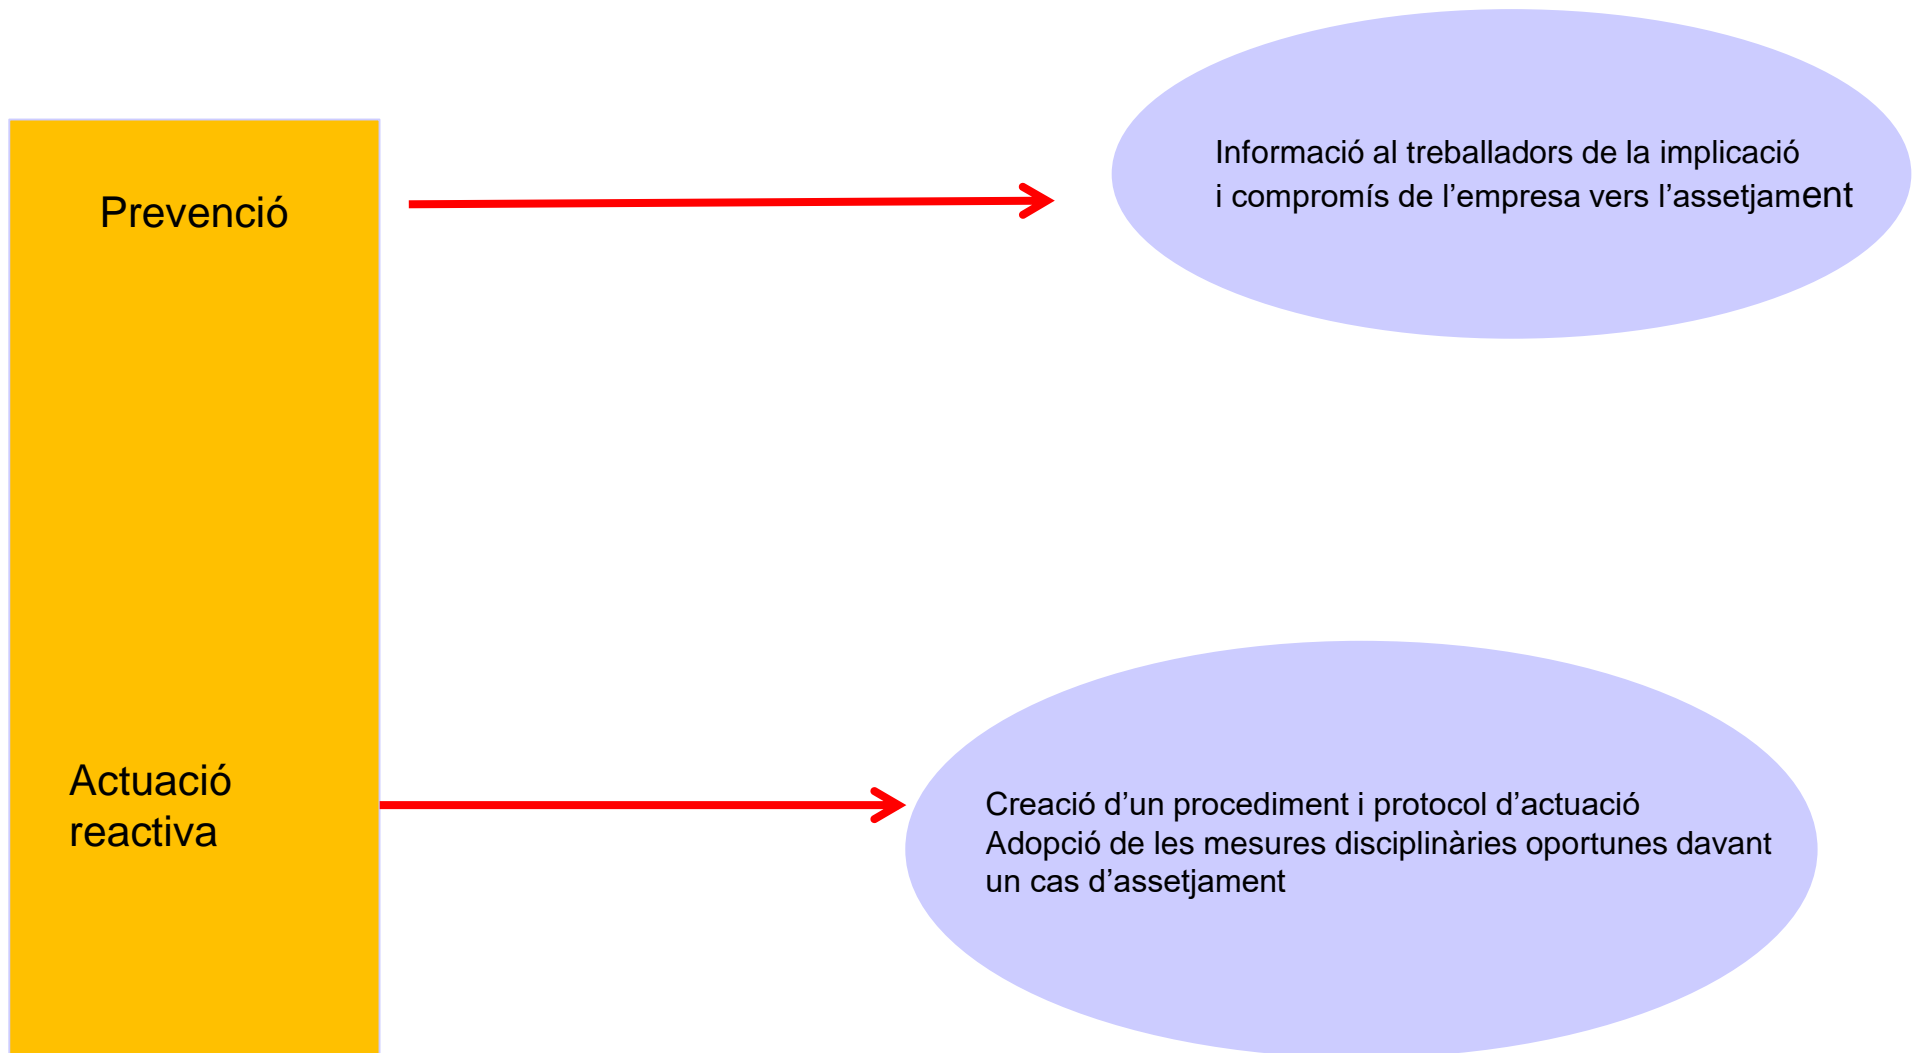 Prevenció
Informació al treballadors de la implicació
i compromís de l’empresa vers l’assetjament
Actuació
reactiva
Creació d’un procediment i protocol d’actuació
Adopció de les mesures disciplinàries oportunes davant
un cas d’assetjament